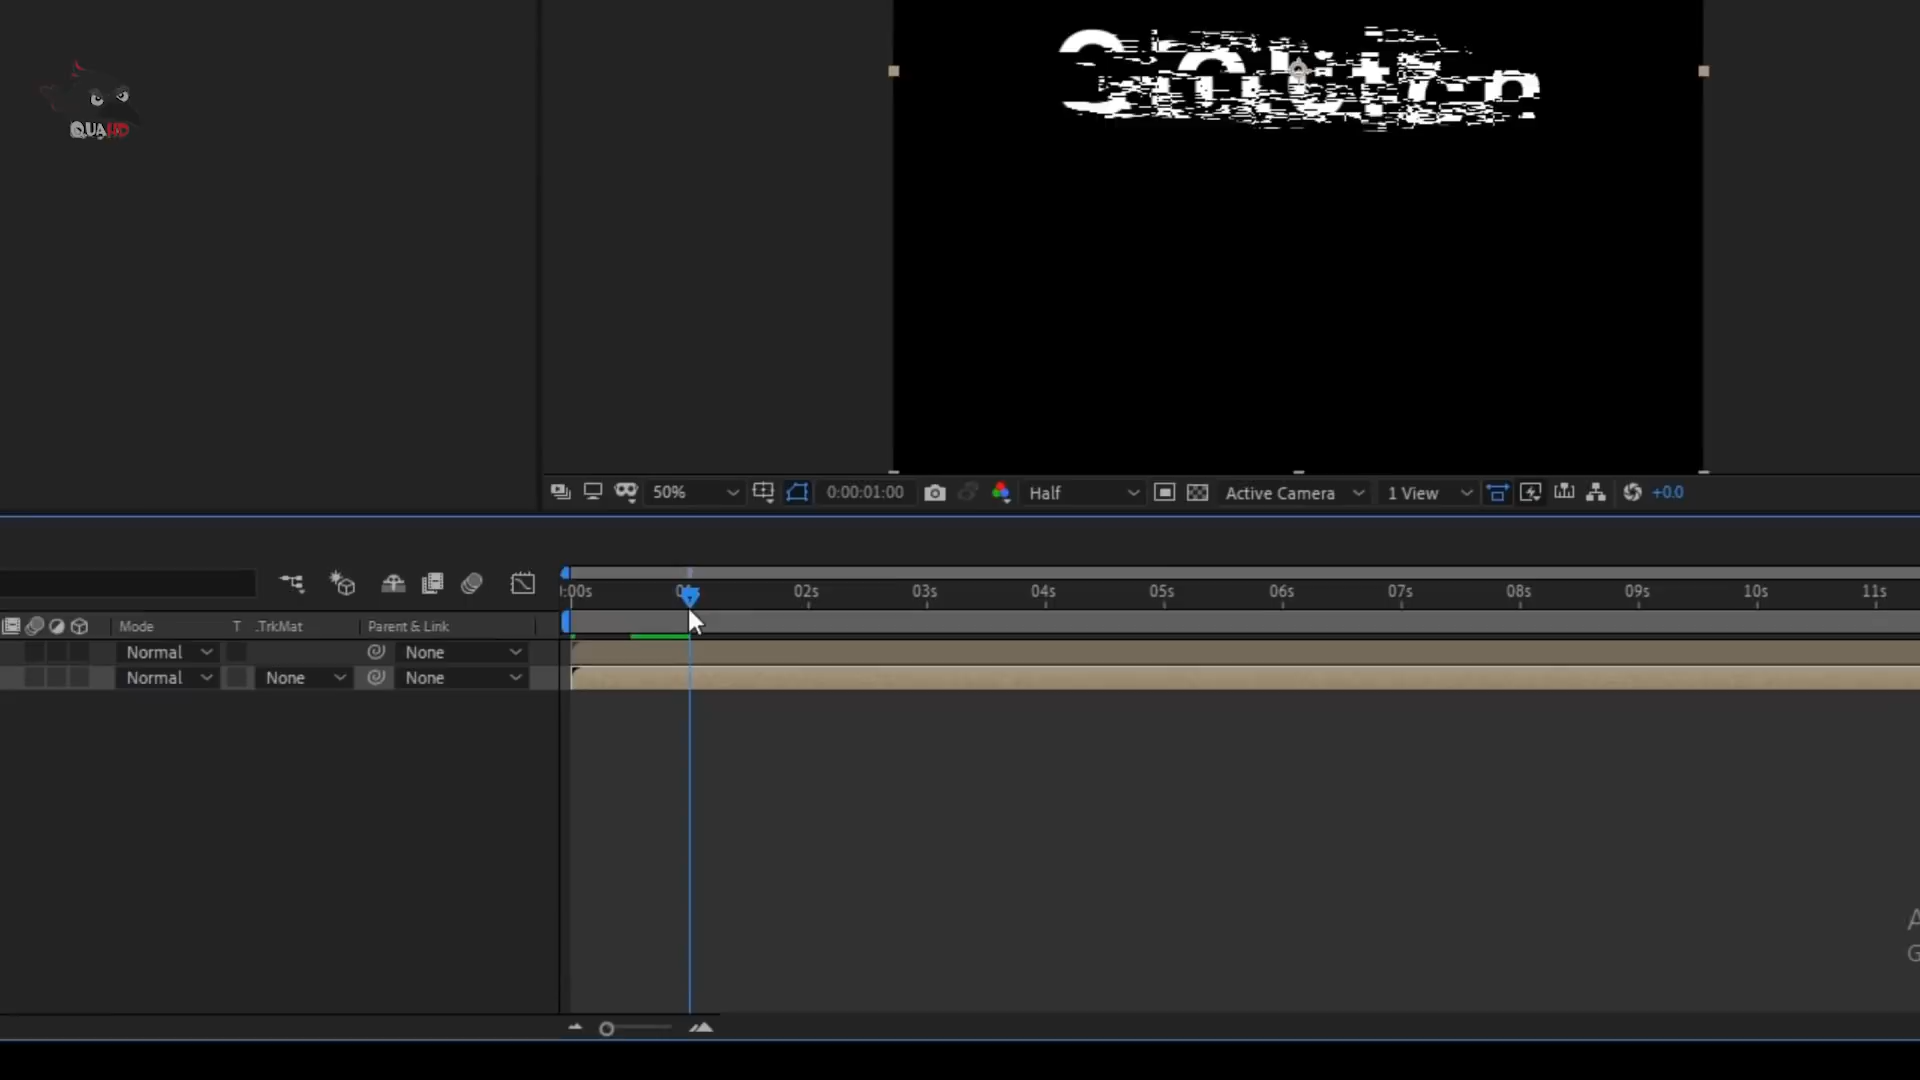 QUAHD
50%
0:00:01:00
Half
Active Camera
1 View
+0.0
:00s
02s
03s
04s
05s
06s
07s
08s
09s
10s
11s
Mode
T
.TrkMat
Parent & Link
Normal
None
Normal
None
None